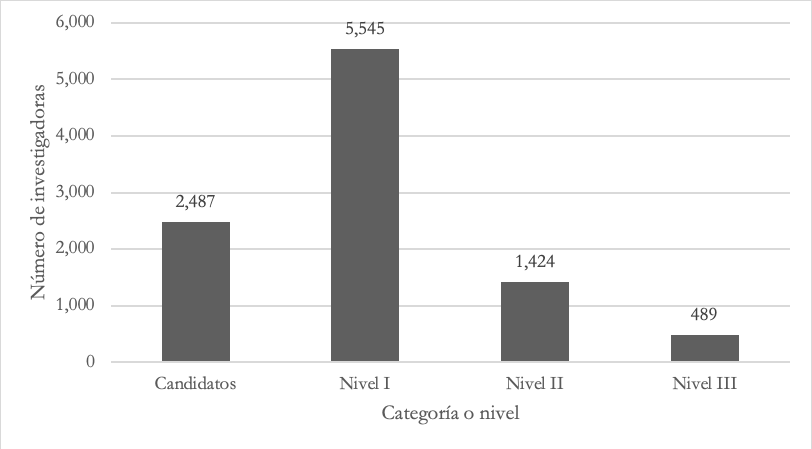 6,000
5,000
4,000
3,000
2,000
1,000
0
Número de investigadoras
2,487
5,545
1,424
489
Candidatos
Nivel I
Nivel II
Nivel III
Categoría o nivel